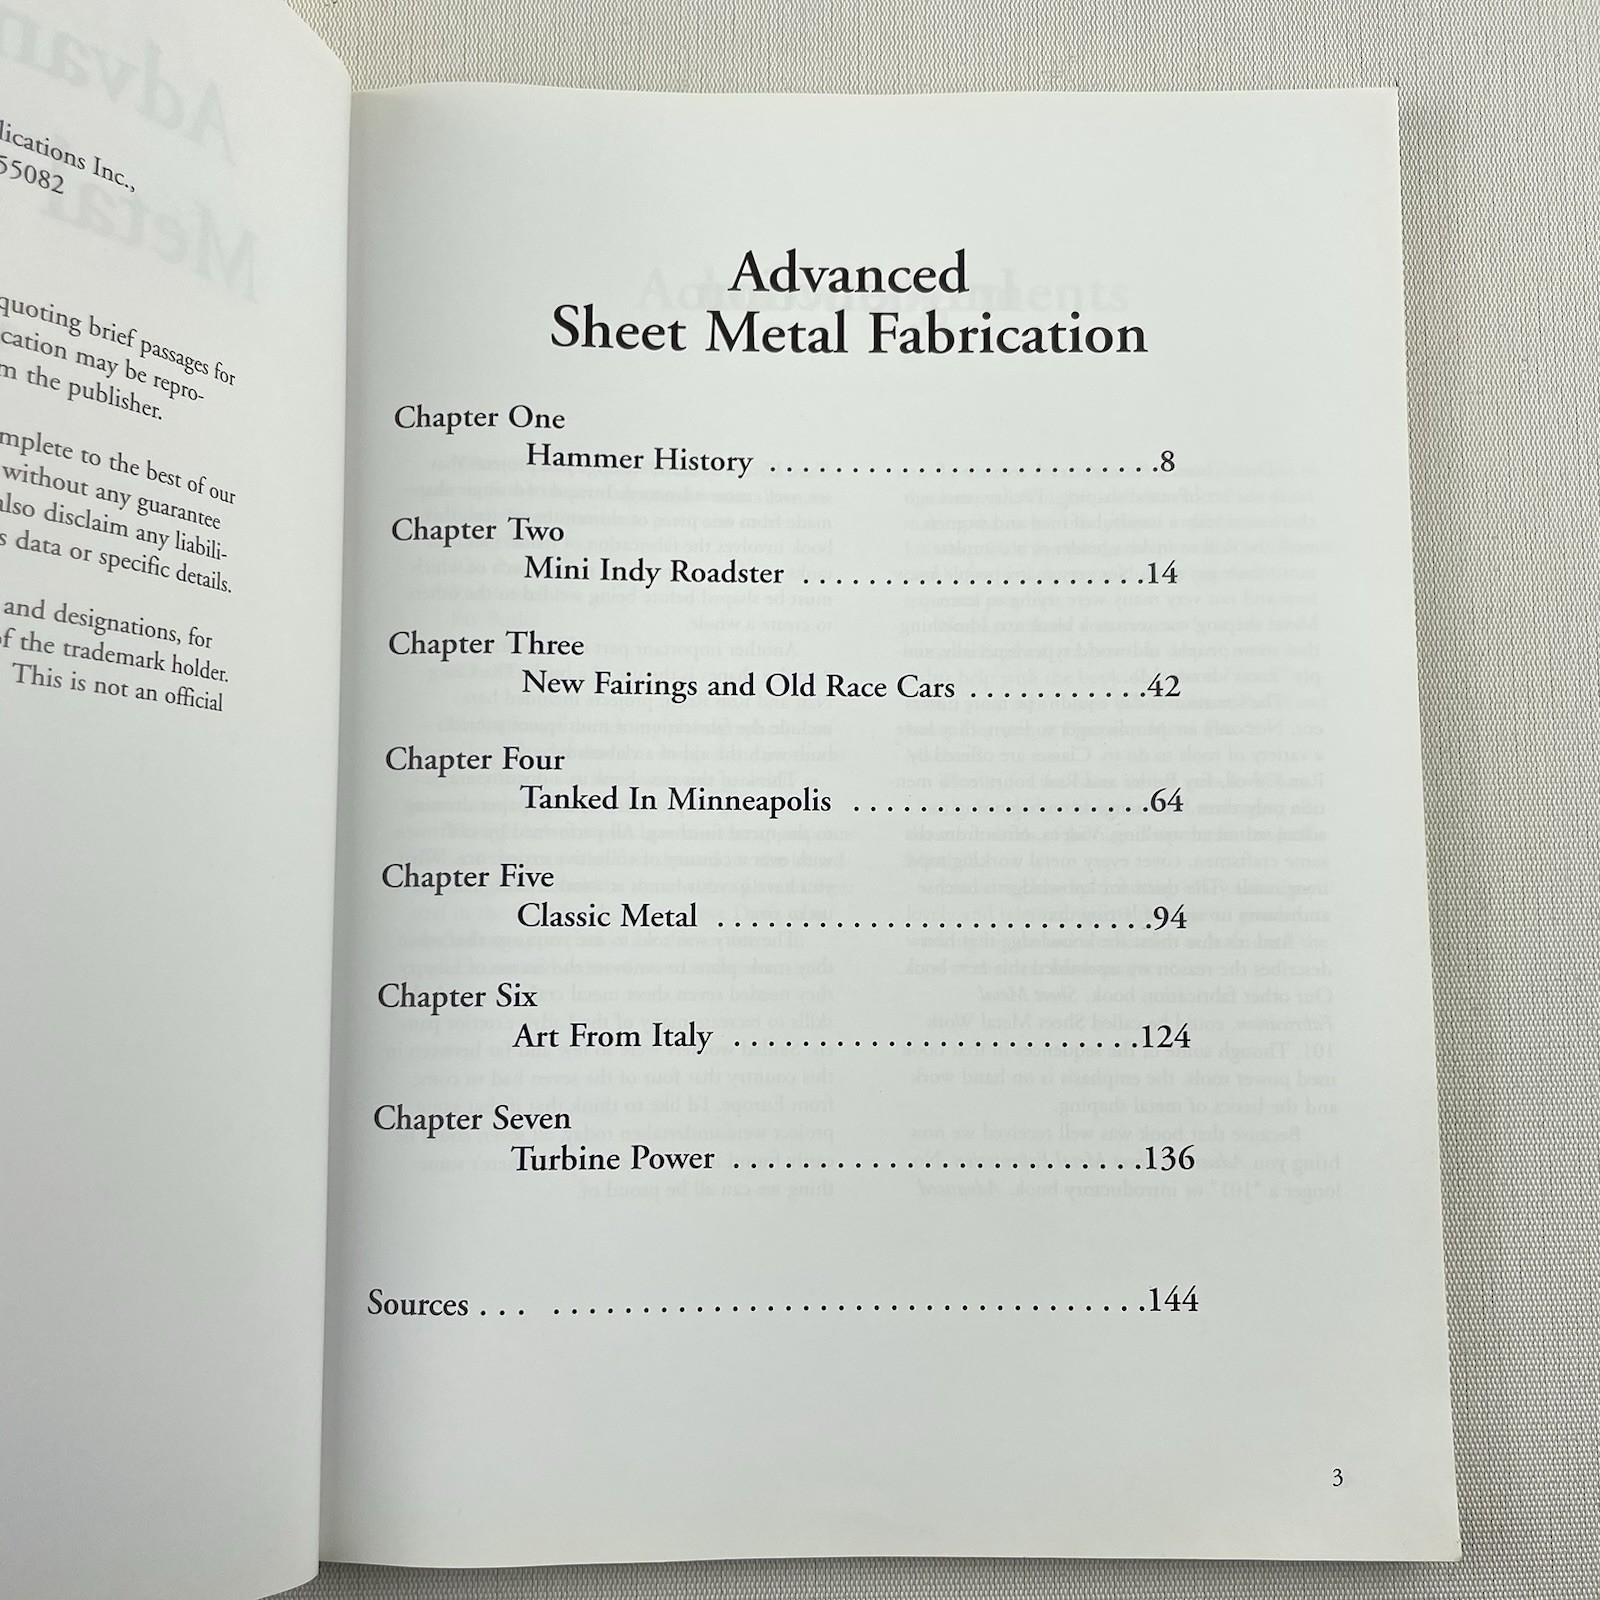 lications Inc.,
55082
quoting brief passages for
cation may be repro-
m the publisher.
mplete to the best of our
without any guarantee
also disclaim any liabili-
s data or specific details.
and designations, for
of the trademark holder.
This is not an official
Advanced
Sheet Metal Fabrication
Chapter One
Hammer History ........................8
Chapter Two
Mini Indy Roadster .....................14
Chapter Three
New Fairings and Old Race Cars ...........42
Chapter Four
Tanked In Minneapolis ..................64
Chapter Five
Classic Metal ...........................94
Chapter Six
Art From Italy .........................124
Chapter Seven
Turbine Power .........................136
Sources ... ...................................144
3